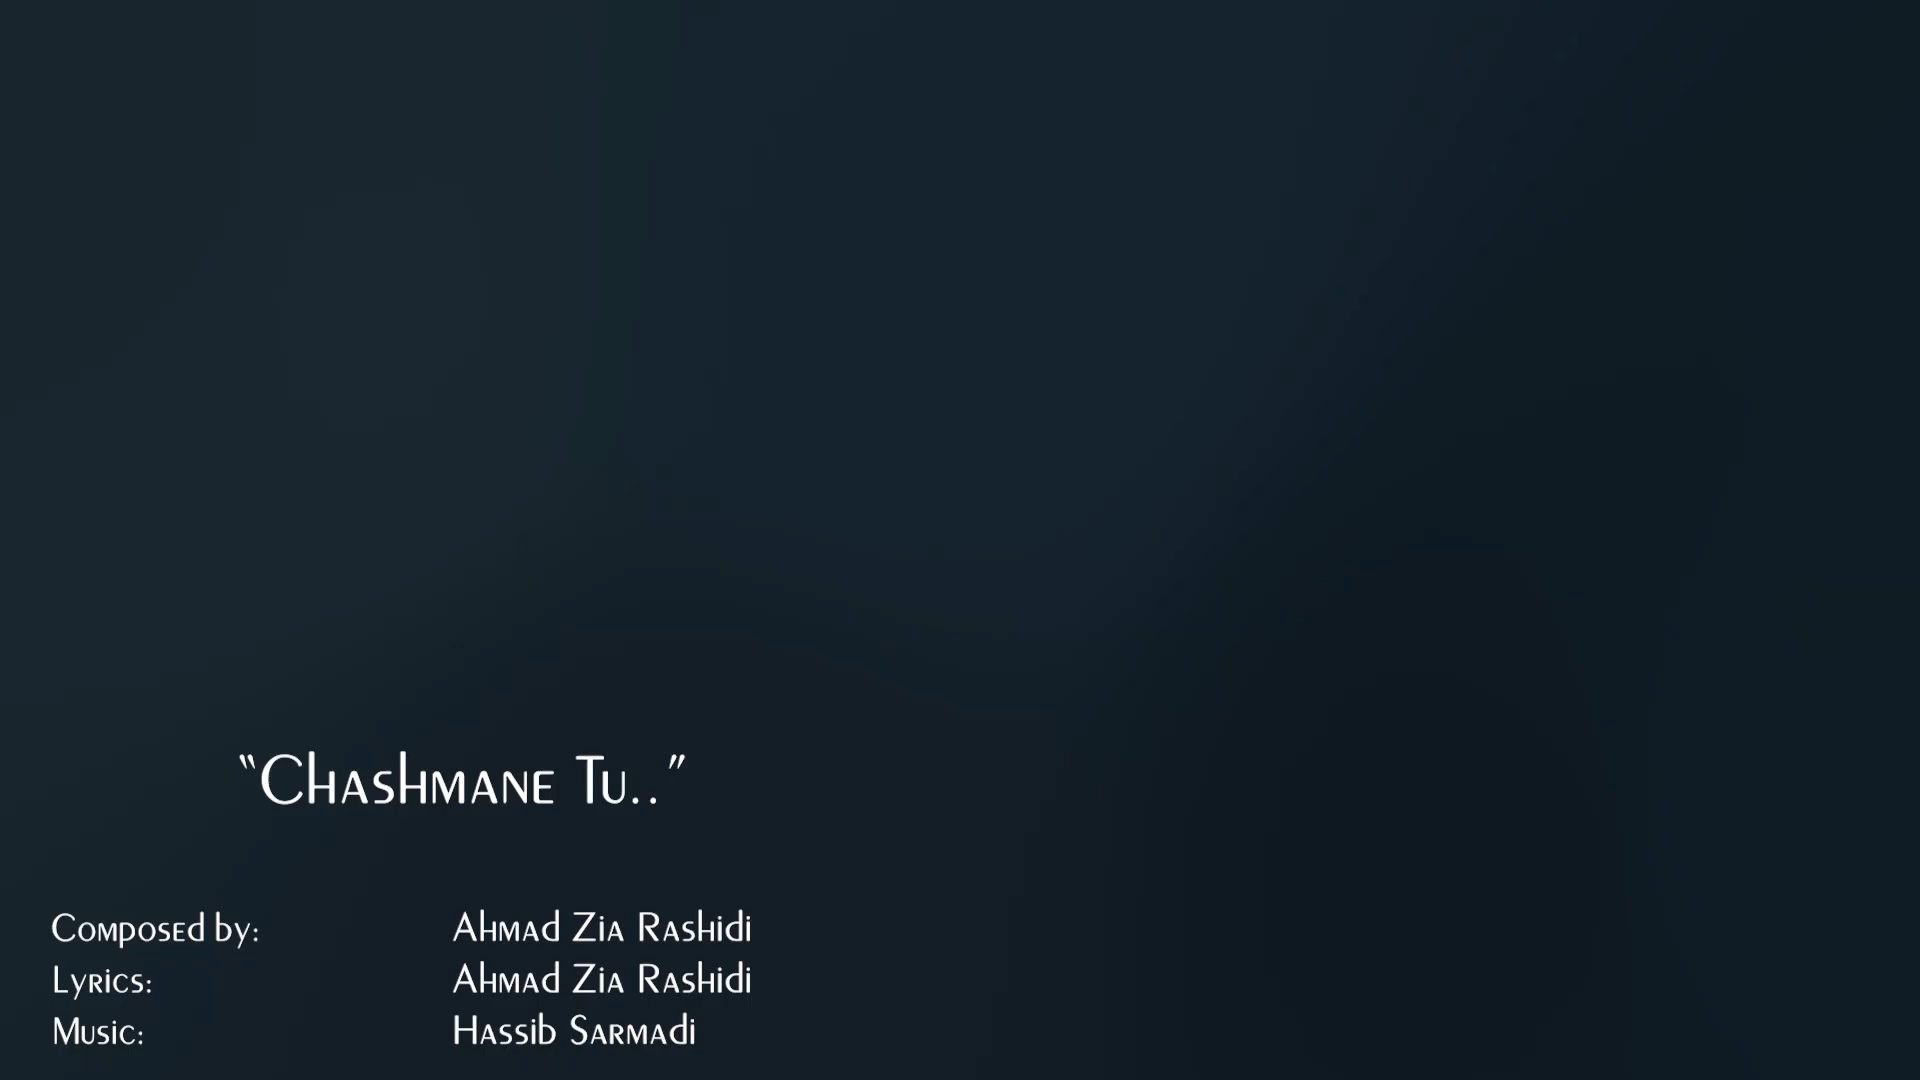 "Chashmane Tu.."
Composed by: Ahmad Zia Rashidi
Lyrics: Ahmad Zia Rashidi
Music: Hassib Sarmadi